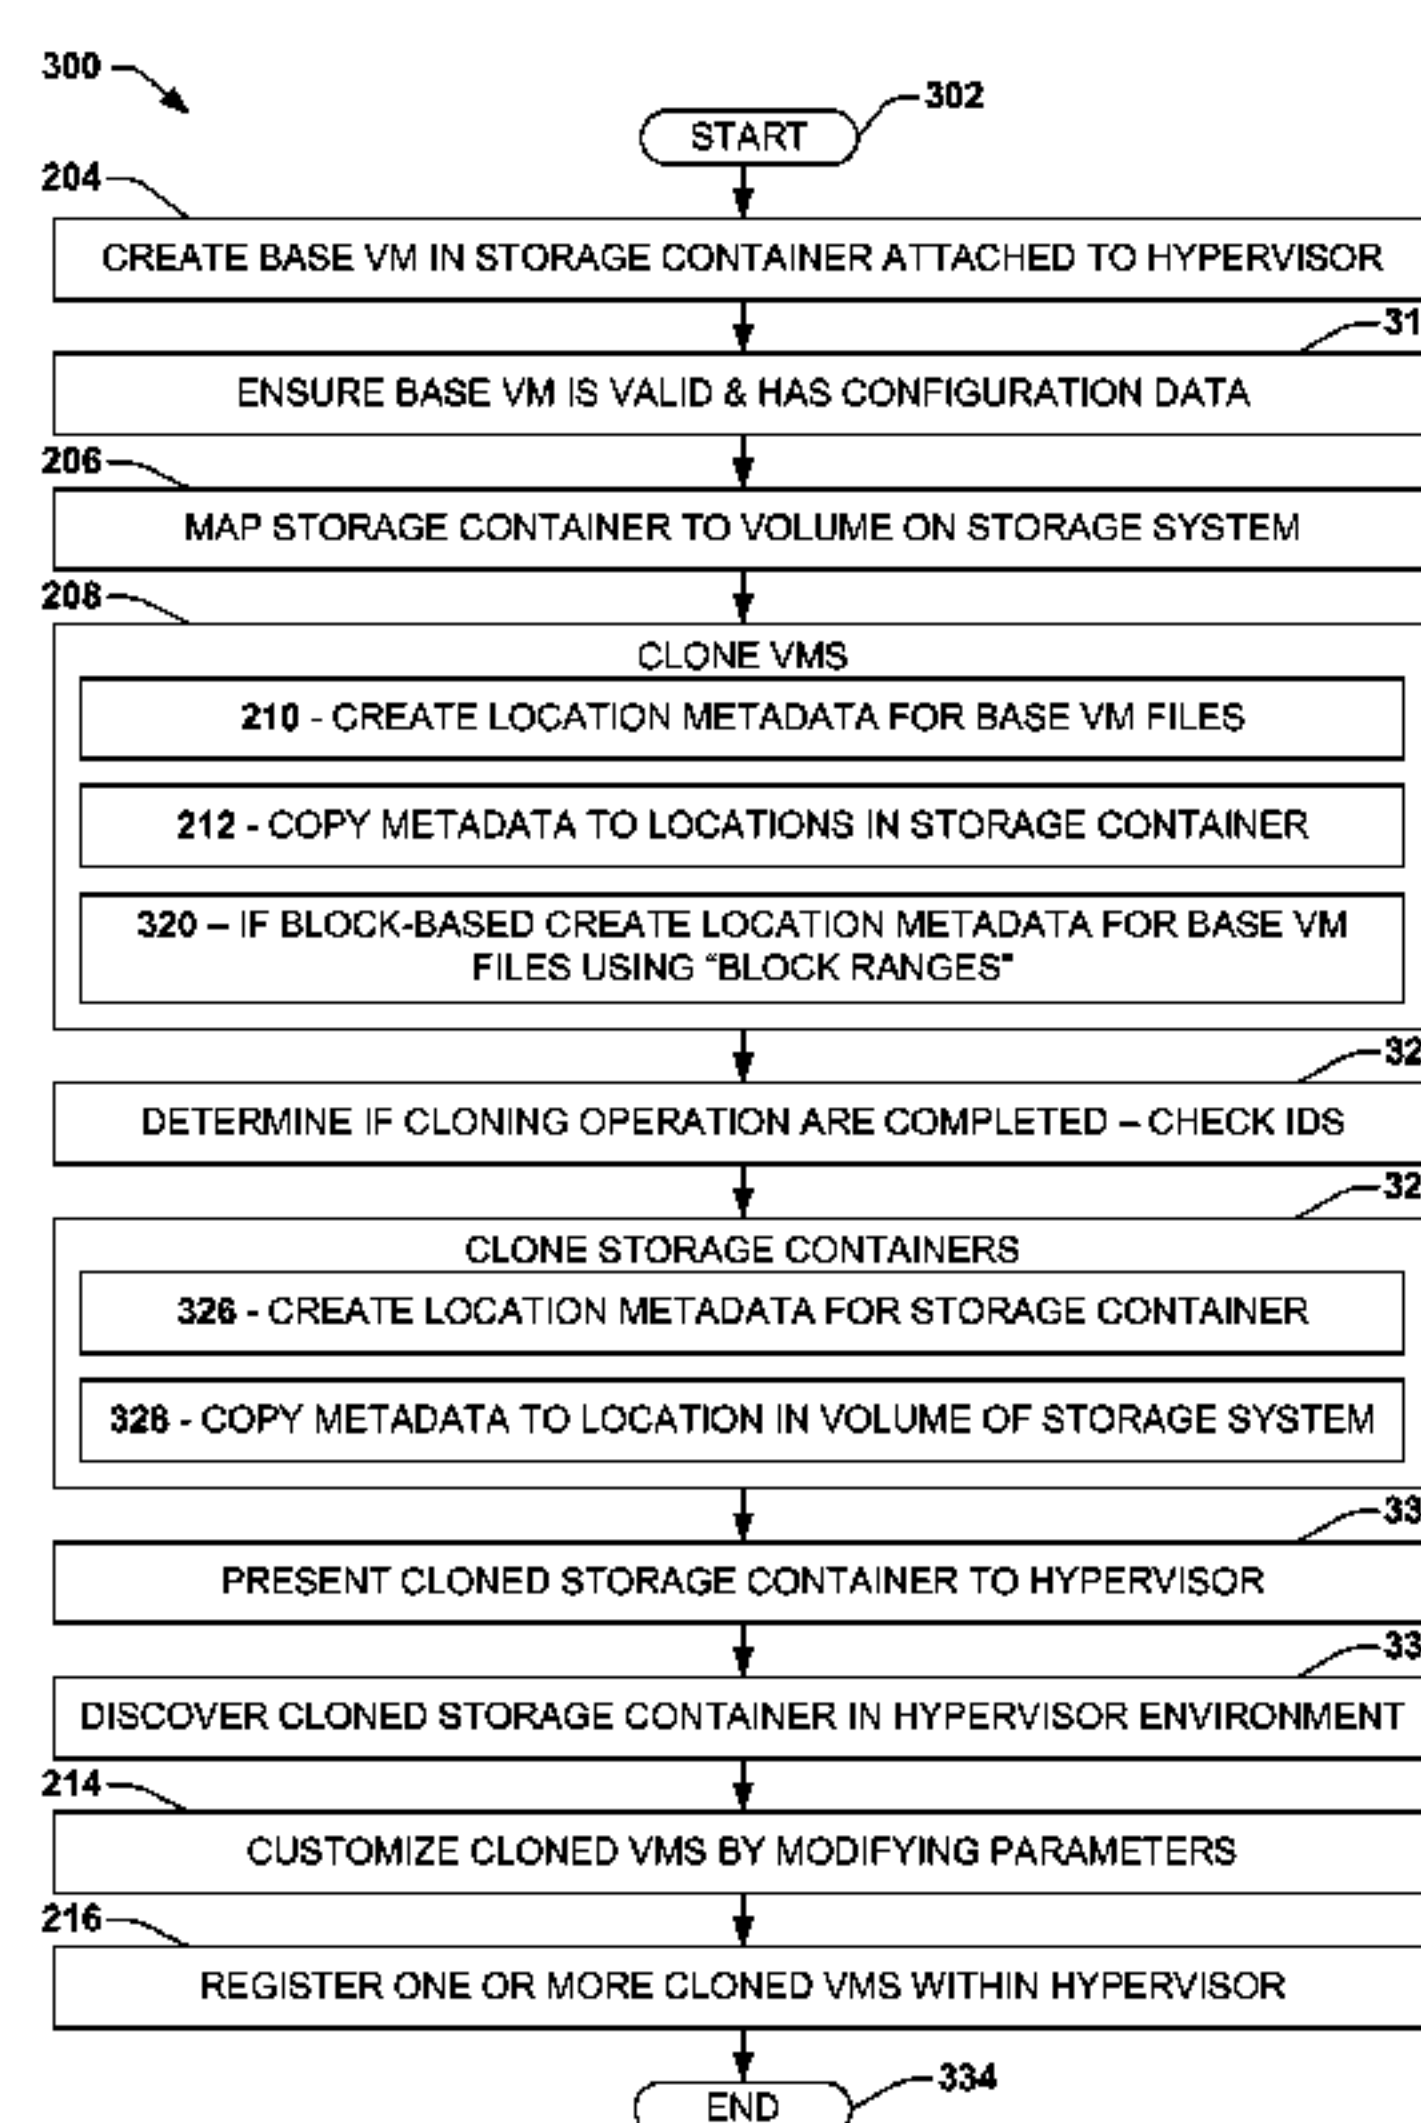 300
302
START
204
CREATE BASE VM IN STORAGE CONTAINER ATTACHED TO HYPERVISOR
31
ENSURE BASE VM IS VALID & HAS CONFIGURATION DATA
206
MAP STORAGE CONTAINER TO VOLUME ON STORAGE SYSTEM
208
CLONE VMS
210 - CREATE LOCATION METADATA FOR BASE VM FILES
212 - COPY METADATA TO LOCATIONS IN STORAGE CONTAINER
320 – IF BLOCK-BASED CREATE LOCATION METADATA FOR BASE VM
FILES USING “BLOCK RANGES”
32
DETERMINE IF CLONING OPERATION ARE COMPLETED – CHECK IDS
32
CLONE STORAGE CONTAINERS
326 - CREATE LOCATION METADATA FOR STORAGE CONTAINER
328 - COPY METADATA TO LOCATION IN VOLUME OF STORAGE SYSTEM
33
PRESENT CLONED STORAGE CONTAINER TO HYPERVISOR
33
DISCOVER CLONED STORAGE CONTAINER IN HYPERVISOR ENVIRONMENT
214
CUSTOMIZE CLONED VMS BY MODIFYING PARAMETERS
216
REGISTER ONE OR MORE CLONED VMS WITHIN HYPERVISOR
334
END